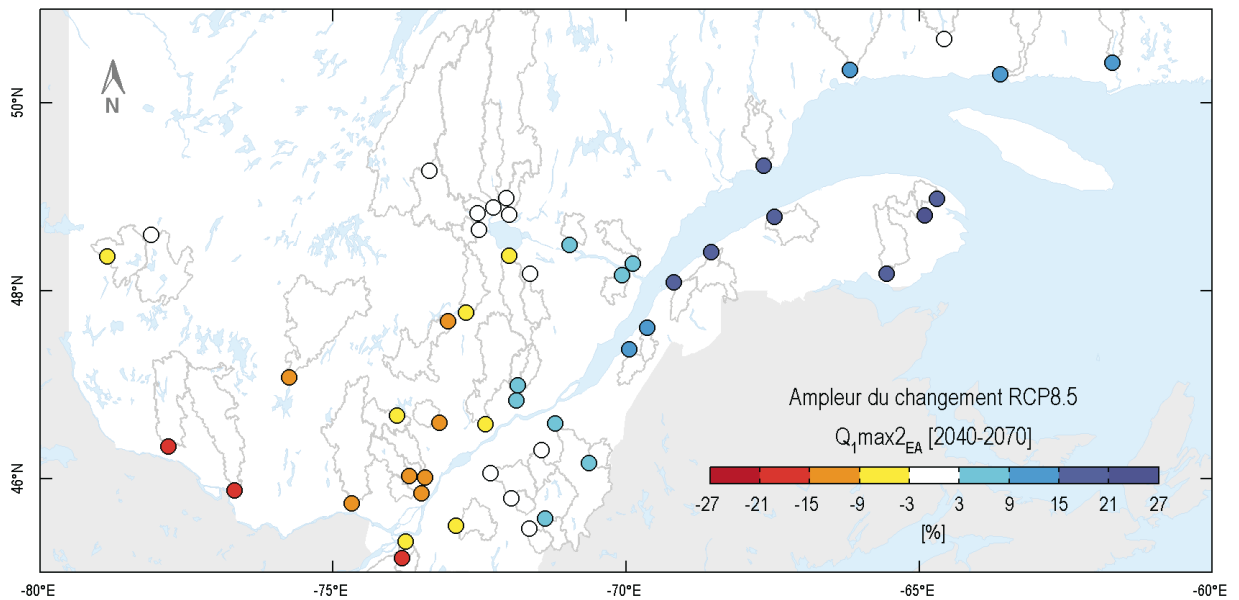 N
50°N
48°N
46°N
Ampleur du changement RCP8.5
Q1max2EA [2040-2070]
-27 -21 -15 -9 -3 3 9 15 21 27
[%]
-80°E -75°E -70°E -65°E -60°E